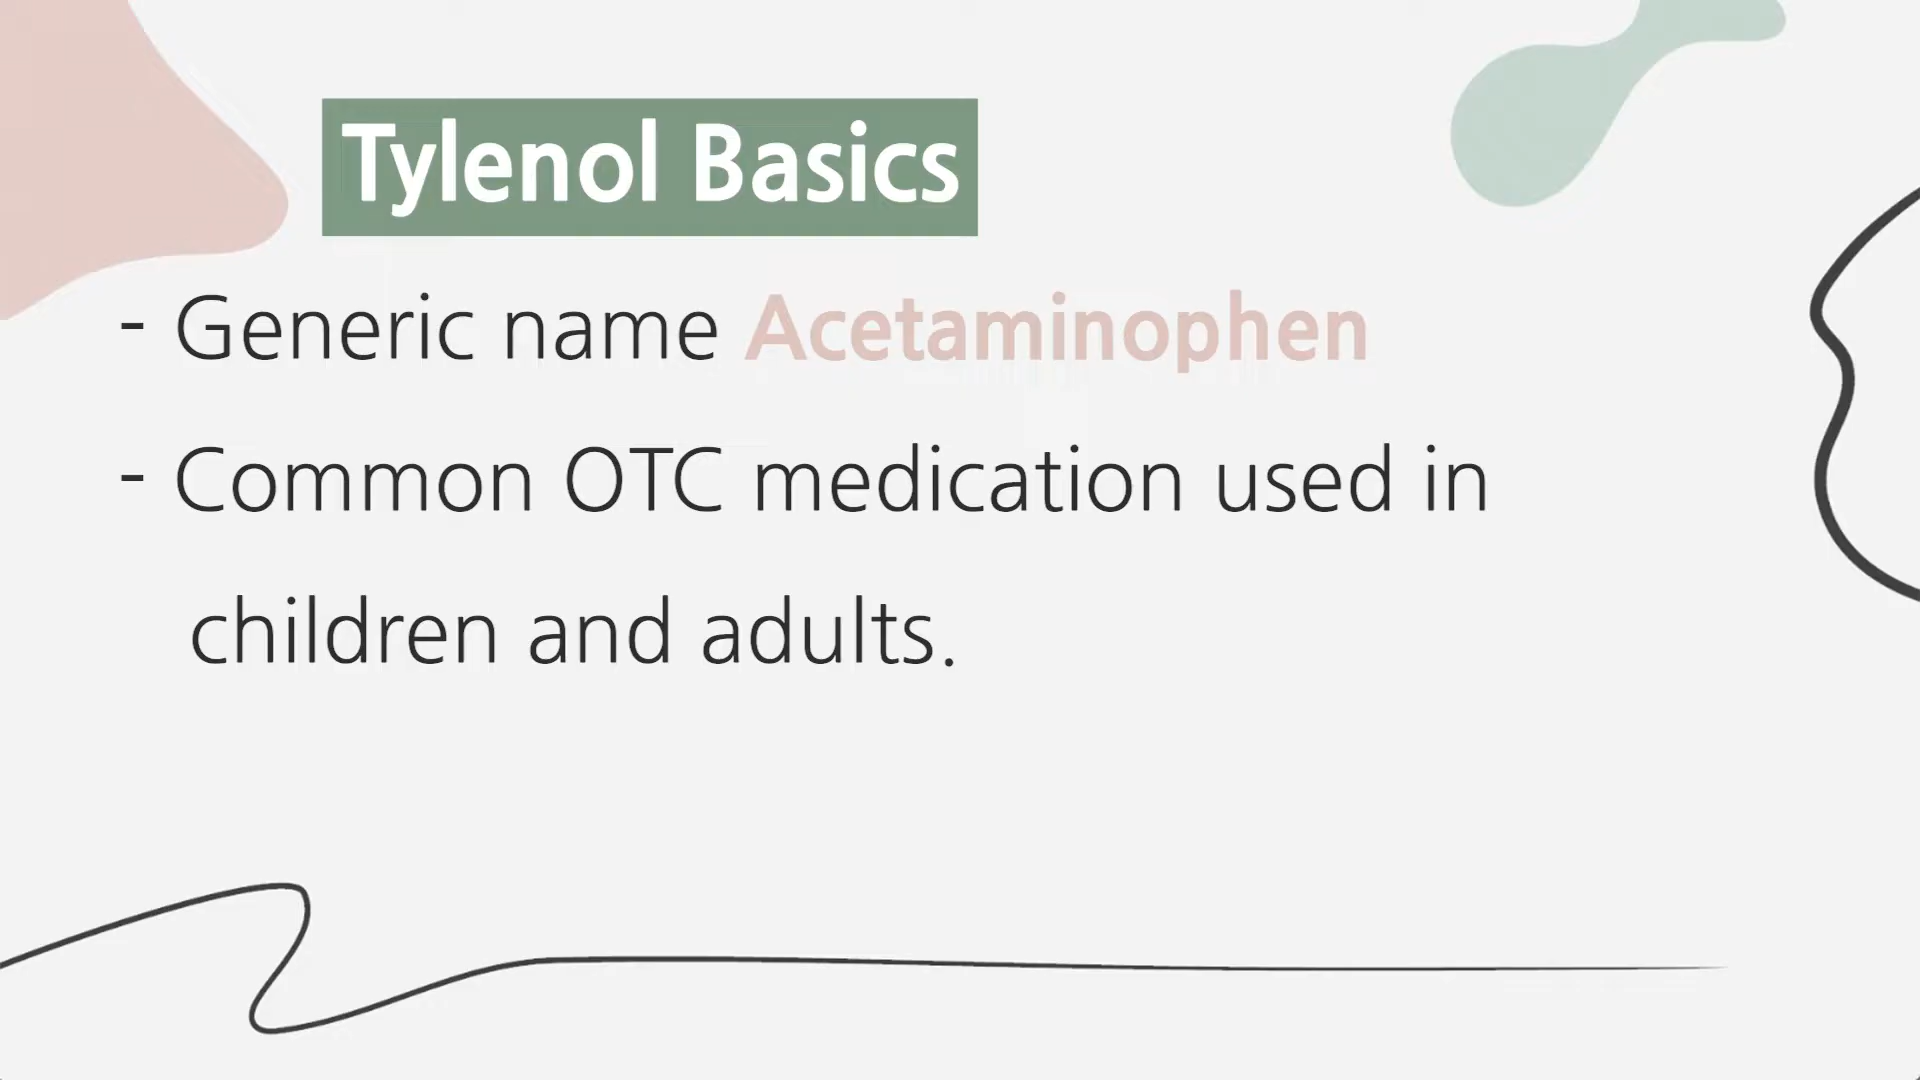 Tylenol Basics
- Generic name Acetaminophen
- Common OTC medication used in
children and adults.